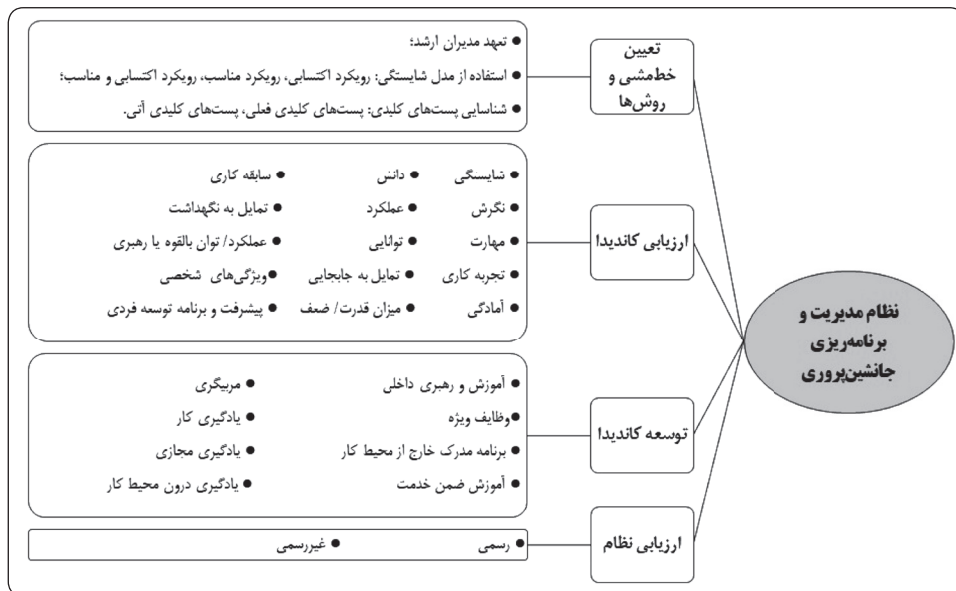 نظام مدیریت و
برنامه‌ریزی
جانشین‌پروری
تعیین
خط‌مشی و
روش‌ها
● تعهد مدیران ارشد؛
● استفاده از مدل شایستگی: رویکرد اکتسابی، رویکرد مناسب، رویکرد اکتسابی و مناسب؛
● شناسایی پست‌های کلیدی: پست‌های کلیدی فعلی، پست‌های کلیدی آتی.
ارزیابی کاندیدا
● شایستگی ● دانش ● سابقه کاری
● نگرش ● عملکرد ● تمایل به نگهداشت
● مهارت ● توانایی ● عملکرد/ توان بالقوه یا رهبری
● تجربه کاری ● تمایل به جابجایی ● ویژگی‌های شخصی
● آمادگی ● میزان قدرت/ ضعف ● پیشرفت و برنامه توسعه فردی
توسعه کاندیدا
● آموزش و رهبری داخلی ● مربیگری
● وظایف ویژه ● یادگیری کار
● برنامه مدرک خارج از محیط کار ● یادگیری مجازی
● آموزش ضمن خدمت ● یادگیری درون محیط کار
ارزیابی نظام
● رسمی ● غیررسمی